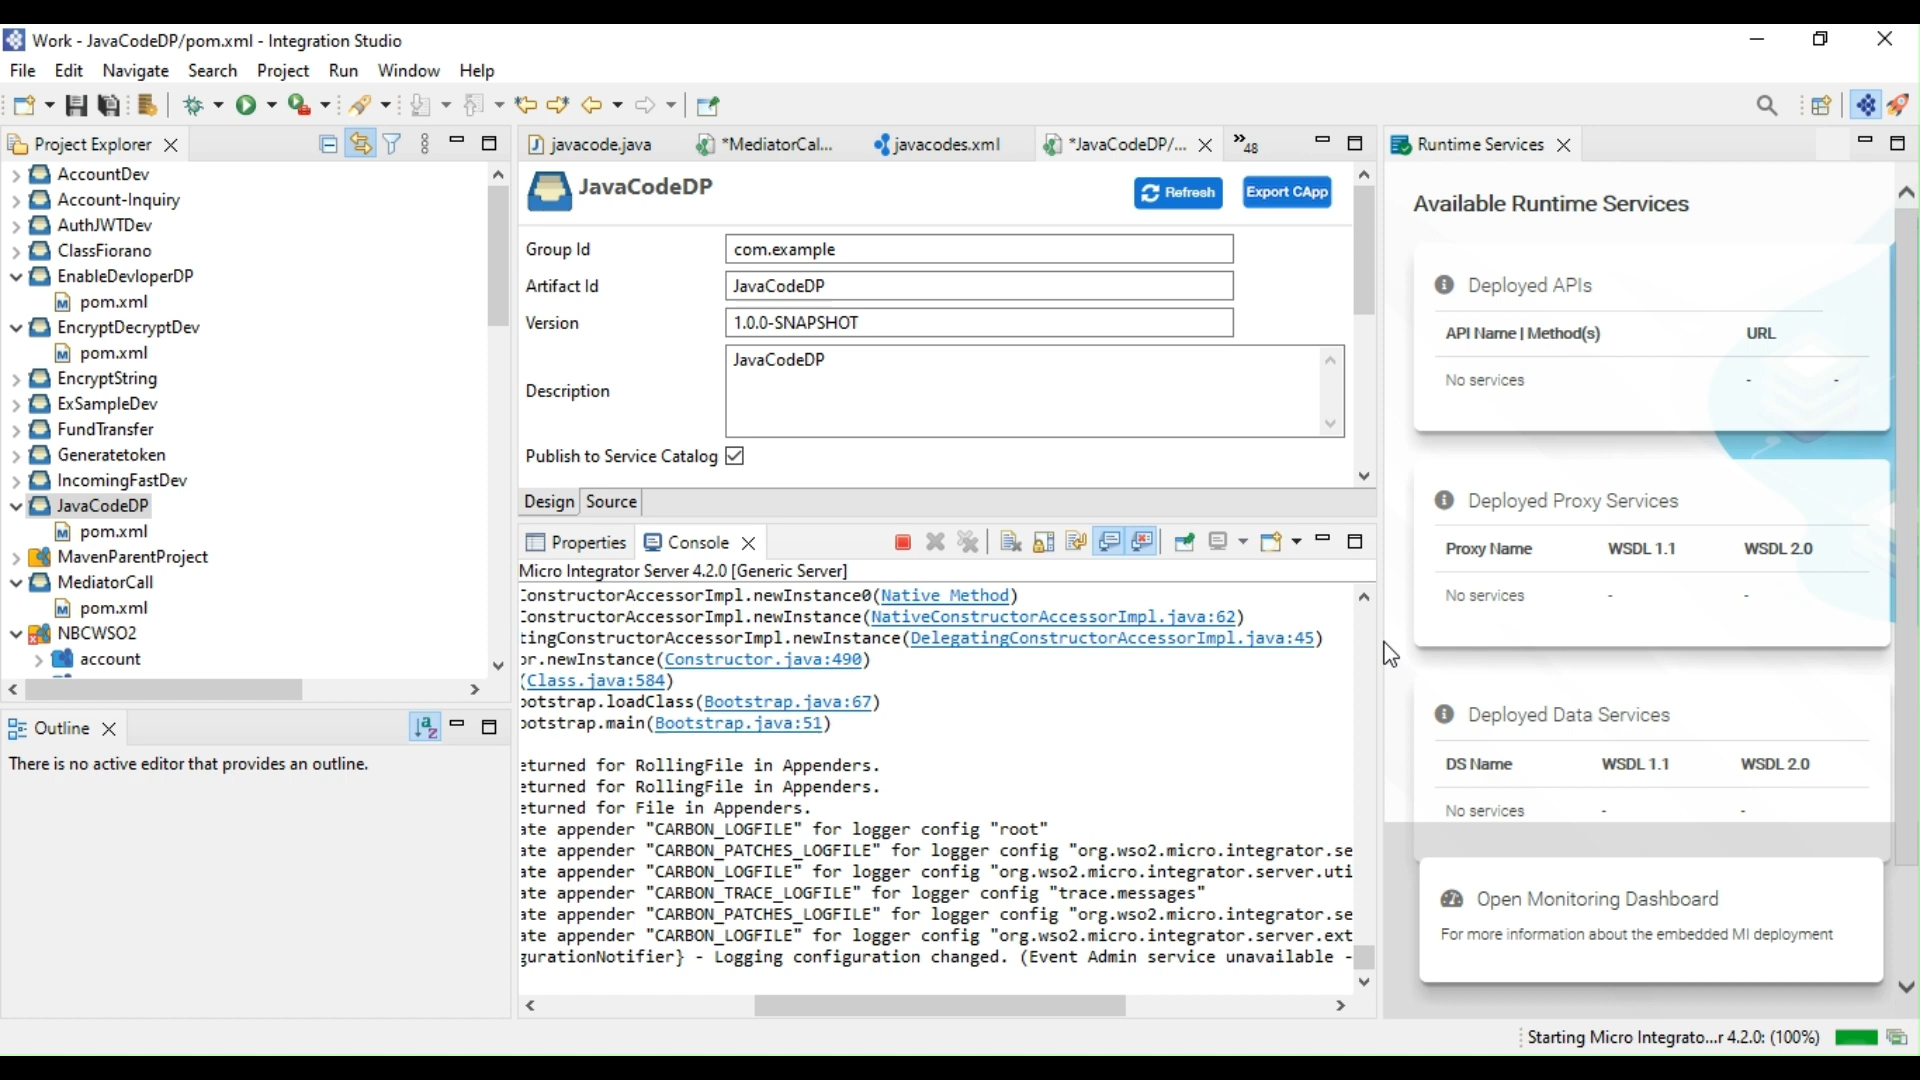 Work - JavaCodeDP/pom.xml - Integration Studio
File Edit Navigate Search Project Run Window Help
Project Explorer
AccountDev
Account-Inquiry
AuthJWTDev
ClassFiorano
EnableDevloperDP
pom.xml
EncryptDecryptDev
pom.xml
EncryptString
ExSampleDev
FundTransfer
Generatetoken
IncomingFastDev
JavaCodeDP
pom.xml
MavenParentProject
MediatorCall
pom.xml
NBCWSO2
account
Outline
There is no active editor that provides an outline.
javacode.java *MediatorCal... javacodes.xml *JavaCodeDP/... »48
JavaCodeDP
Refresh Export CApp
Group Id com.example
Artifact Id JavaCodeDP
Version 1.0.0-SNAPSHOT
Description JavaCodeDP
Publish to Service Catalog
Design Source
Properties Console
Micro Integrator Server 4.2.0 [Generic Server]
ConstructorAccessorImpl.newInstance0(Native Method)
ConstructorAccessorImpl.newInstance(NativeConstructorAccessorImpl.java:62)
tingConstructorAccessorImpl.newInstance(DelegatingConstructorAccessorImpl.java:45)
or.newInstance(Constructor.java:490)
(Class.java:584)
ootstrap.loadClass(Bootstrap.java:67)
ootstrap.main(Bootstrap.java:51)
eturned for RollingFile in Appenders.
eturned for RollingFile in Appenders.
eturned for File in Appenders.
ate appender "CARBON_LOGFILE" for logger config "root"
ate appender "CARBON_PATCHES_LOGFILE" for logger config "org.wso2.micro.integrator.se
ate appender "CARBON_LOGFILE" for logger config "org.wso2.micro.integrator.server.uti
ate appender "CARBON_TRACE_LOGFILE" for logger config "trace.messages"
ate appender "CARBON_PATCHES_LOGFILE" for logger config "org.wso2.micro.integrator.se
ate appender "CARBON_LOGFILE" for logger config "org.wso2.micro.integrator.server.ext
gurationNotifier} - Logging configuration changed. (Event Admin service unavailable -
Runtime Services
Available Runtime Services
Deployed APIs
API Name | Method(s) URL
No services - -
Deployed Proxy Services
Proxy Name WSDL 1.1 WSDL 2.0
No services - -
Deployed Data Services
DS Name WSDL 1.1 WSDL 2.0
No services - -
Open Monitoring Dashboard
For more information about the embedded MI deployment
Starting Micro Integrato...r 4.2.0: (100%)